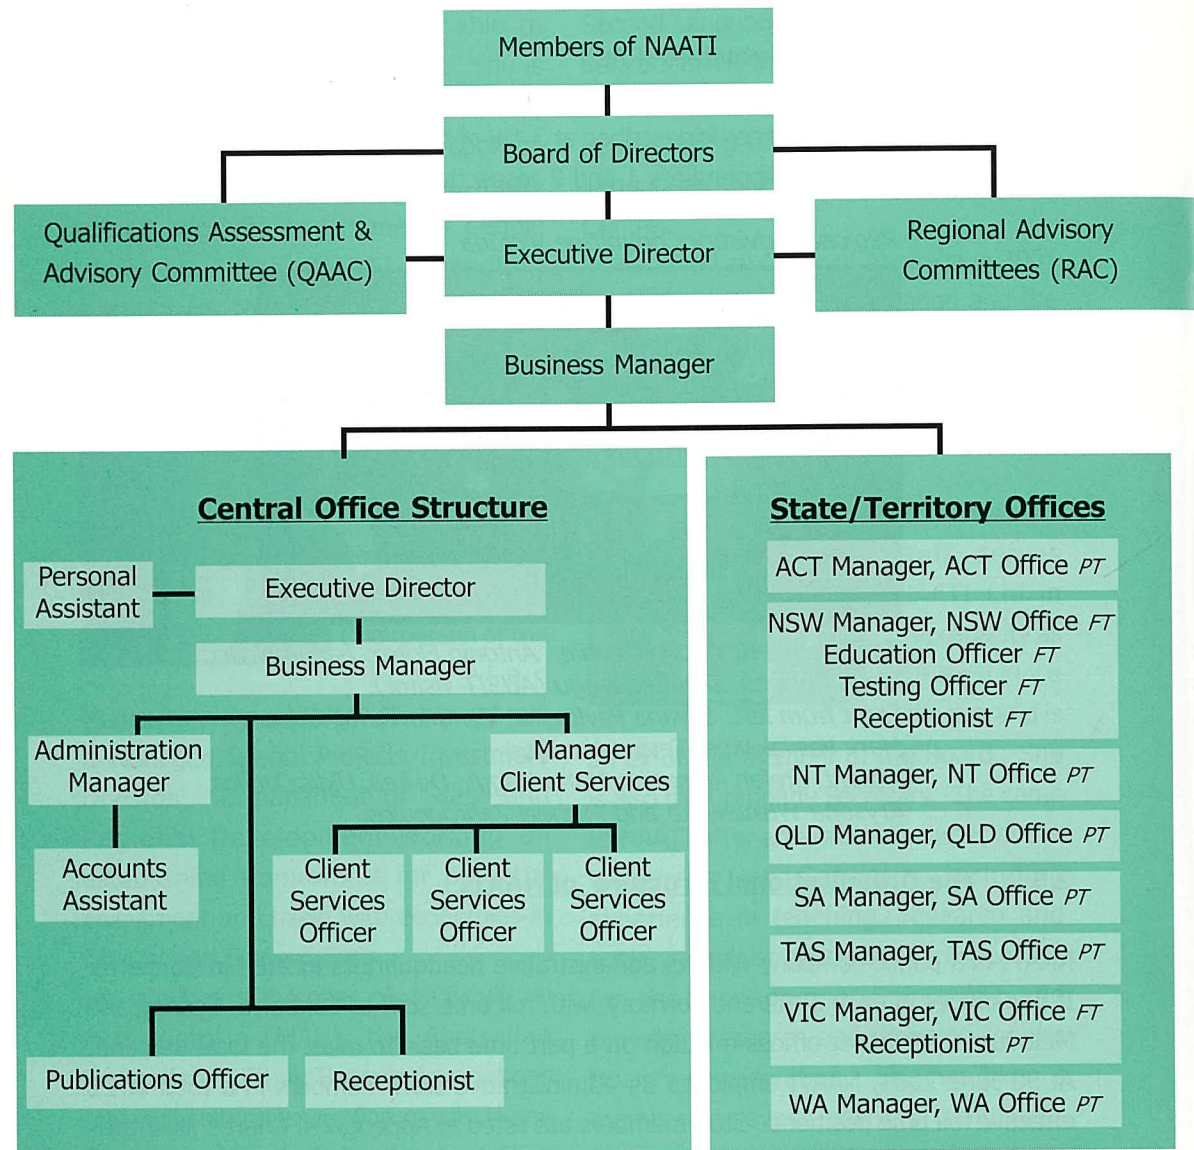 Members of NAATI
Board of Directors
Qualifications Assessment &
Advisory Committee (QAAC)
Executive Director
Regional Advisory
Committees (RAC)
Business Manager
Central Office Structure
Personal
Assistant
Executive Director
Business Manager
Administration
Manager
Manager
Client Services
Accounts
Assistant
Client
Services
Officer
Client
Services
Officer
Client
Services
Officer
Publications Officer
Receptionist
State/Territory Offices
ACT Manager, ACT Office PT
NSW Manager, NSW Office FT
Education Officer FT
Testing Officer FT
Receptionist FT
NT Manager, NT Office PT
QLD Manager, QLD Office PT
SA Manager, SA Office PT
TAS Manager, TAS Office PT
VIC Manager, VIC Office FT
Receptionist PT
WA Manager, WA Office PT